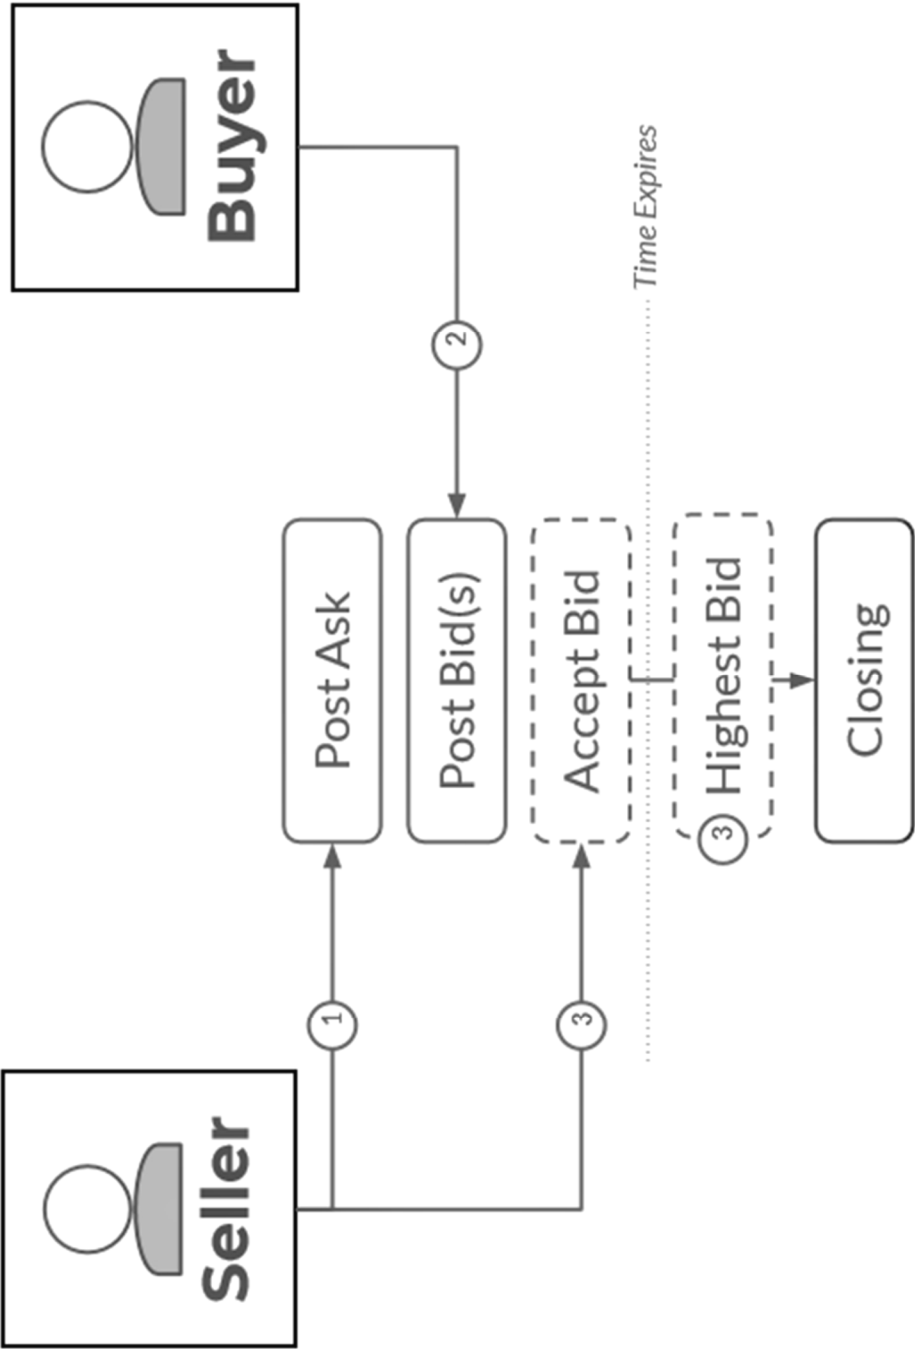 Seller
Buyer
1
Post Ask
2
Post Bid(s)
3
Accept Bid
Time Expires
3
Highest Bid
Closing